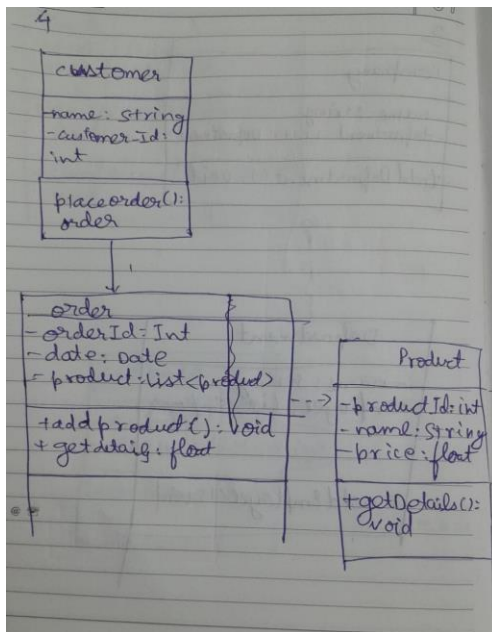 4
customer
-name: string
-customer-Id:
int
placeorder():
order
order
- orderId: Int
- date: Date
- product: List<product>
+addproduct(): void
+ getdetaig: float
Product
-productId: int
-name: string
-price: float
+getDetails():
void